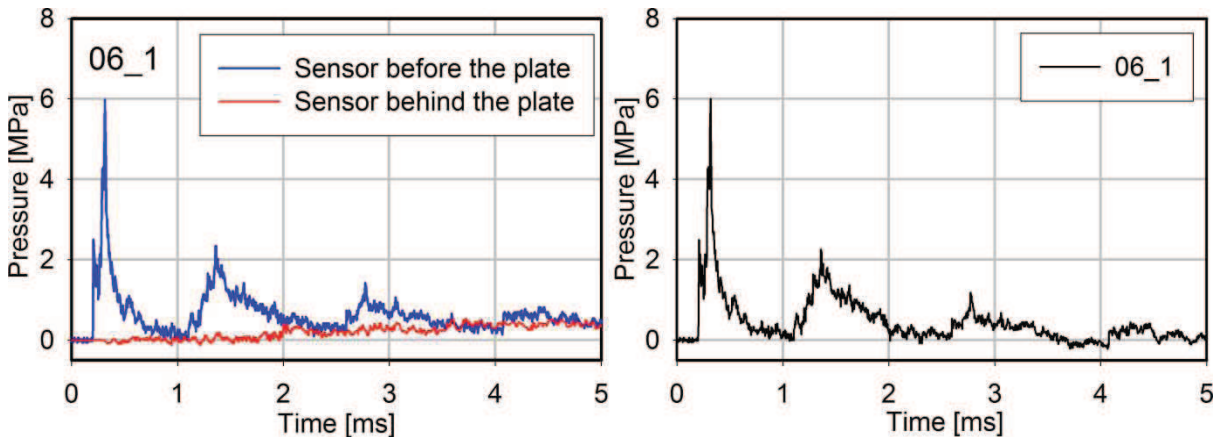 8
06_1
Sensor before the plate
Sensor behind the plate
6
4
2
0
Pressure [MPa]
0 1 2 3 4 5
Time [ms]
8
06_1
6
4
2
0
Pressure [MPa]
0 1 2 3 4 5
Time [ms]